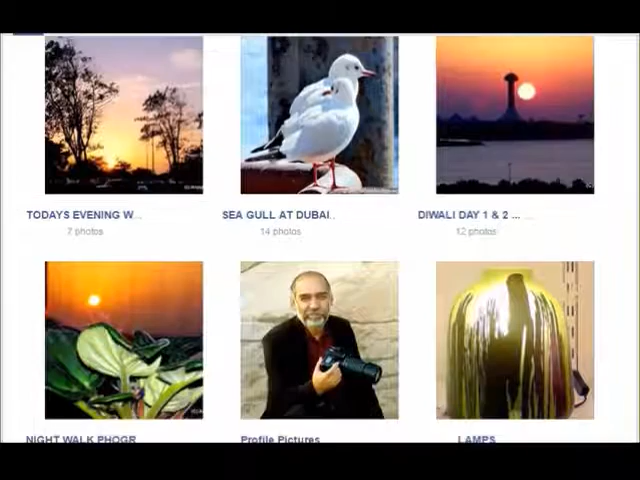 TODAYS EVENING W...
SEA GULL AT DUBAI..
DIWALI DAY 1 & 2 ...
7 photos
14 photos
12 photos
NIGHT WALK PHOGR
Profile Pictures
LAMPS